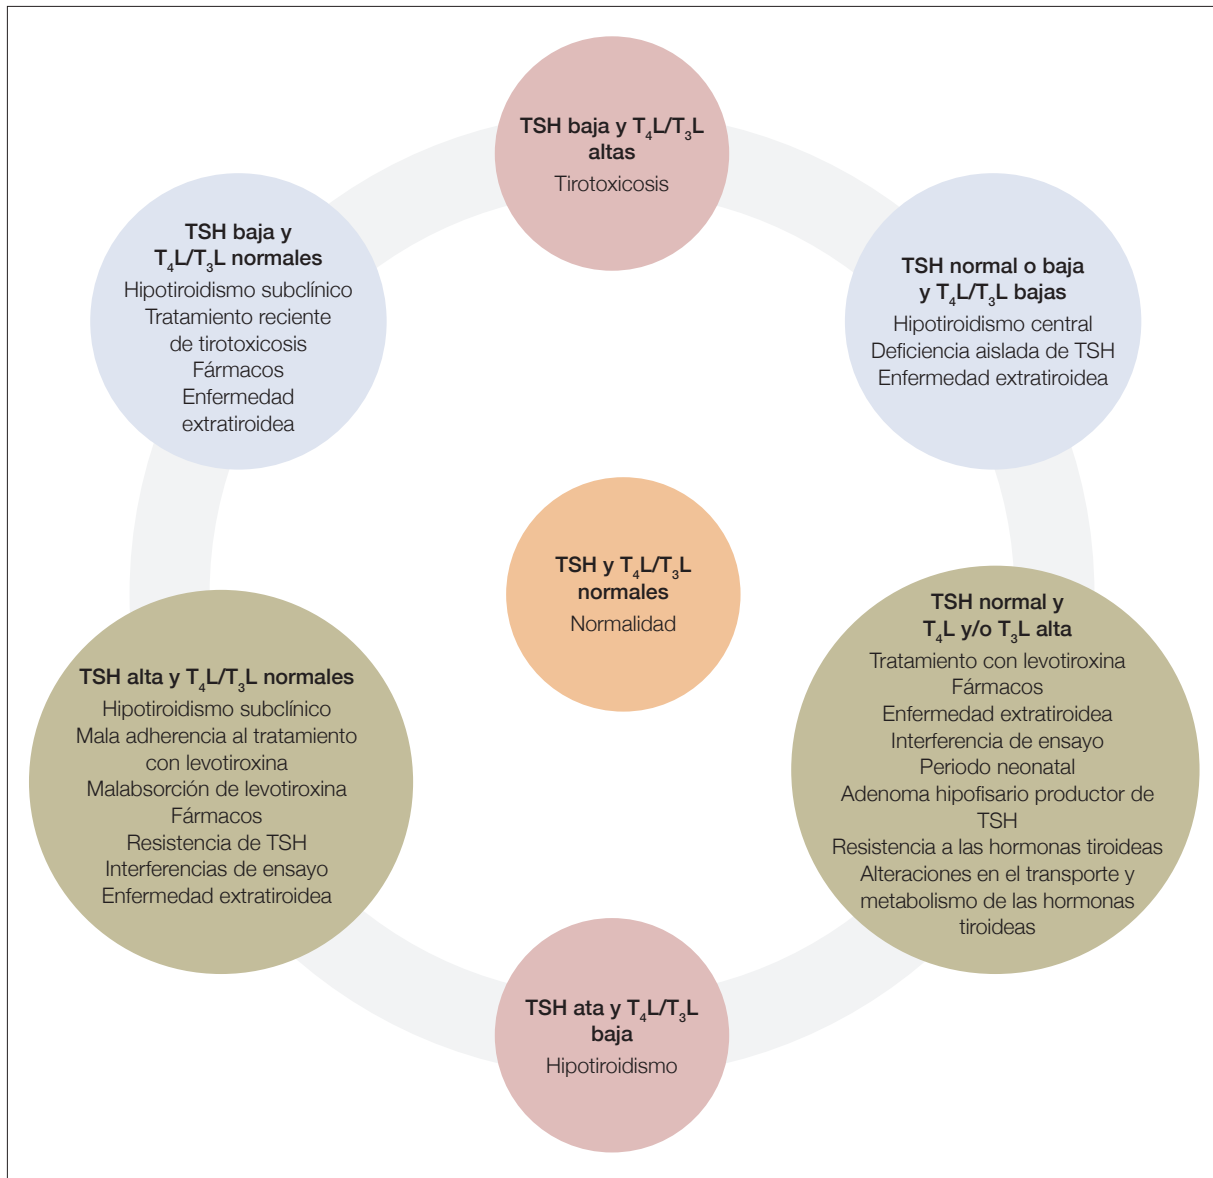 TSH baja y T₄L/T₃L
altas
Tirotoxicosis
TSH baja y
T₄L/T₃L normales
Hipotiroidismo subclínico
Tratamiento reciente
de tirotoxicosis
Fármacos
Enfermedad
extratiroidea
TSH normal o baja
y T₄L/T₃L bajas
Hipotiroidismo central
Deficiencia aislada de TSH
Enfermedad extratiroidea
TSH y T₄L/T₃L
normales
Normalidad
TSH alta y T₄L/T₃L normales
Hipotiroidismo subclínico
Mala adherencia al tratamiento
con levotiroxina
Malabsorción de levotiroxina
Fármacos
Resistencia de TSH
Interferencias de ensayo
Enfermedad extratiroidea
TSH normal y
T₄L y/o T₃L alta
Tratamiento con levotiroxina
Fármacos
Enfermedad extratiroidea
Interferencia de ensayo
Periodo neonatal
Adenoma hipofisario productor de
TSH
Resistencia a las hormonas tiroideas
Alteraciones en el transporte y
metabolismo de las hormonas
tiroideas
TSH ata y T₄L/T₃L
baja
Hipotiroidismo